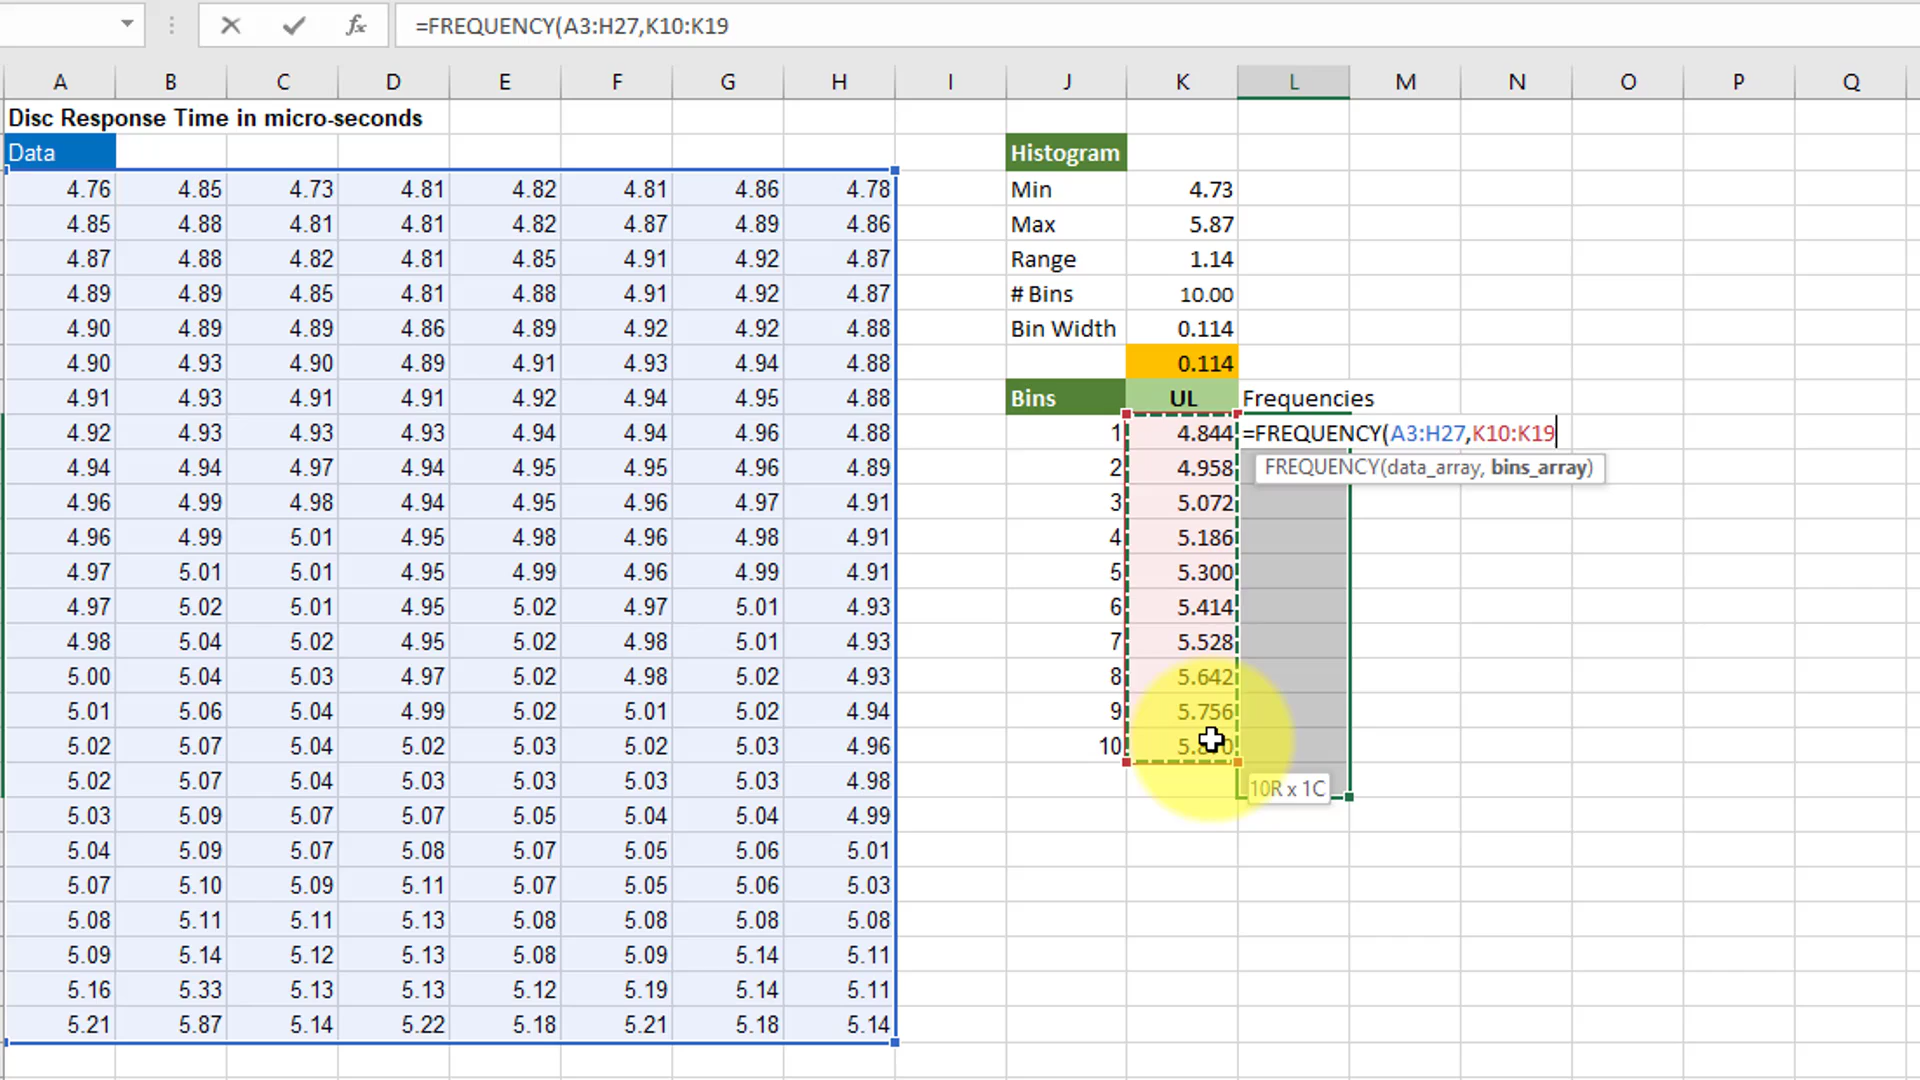 =FREQUENCY(A3:H27,K10:K19
A B C D E F G H I J K L M N O P Q
Disc Response Time in micro-seconds
Data Histogram
4.76 4.85 4.73 4.81 4.82 4.81 4.86 4.78 Min 4.73
4.85 4.88 4.81 4.81 4.82 4.87 4.89 4.86 Max 5.87
4.87 4.88 4.82 4.81 4.85 4.91 4.92 4.87 Range 1.14
4.89 4.89 4.85 4.81 4.88 4.91 4.92 4.87 # Bins 10.00
4.90 4.89 4.89 4.86 4.89 4.92 4.92 4.88 Bin Width 0.114
4.90 4.93 4.90 4.89 4.91 4.93 4.94 4.88 0.114
4.91 4.93 4.91 4.91 4.92 4.94 4.95 4.88 Bins UL Frequencies
4.92 4.93 4.93 4.93 4.94 4.94 4.96 4.88 1 4.844 =FREQUENCY(A3:H27,K10:K19
4.94 4.94 4.97 4.94 4.95 4.95 4.96 4.89 2 4.958 FREQUENCY(data_array, bins_array)
4.96 4.99 4.98 4.94 4.95 4.96 4.97 4.91 3 5.072
4.96 4.99 5.01 4.95 4.98 4.96 4.98 4.91 4 5.186
4.97 5.01 5.01 4.95 4.99 4.96 4.99 4.91 5 5.300
4.97 5.02 5.01 4.95 5.02 4.97 5.01 4.93 6 5.414
4.98 5.04 5.02 4.95 5.02 4.98 5.01 4.93 7 5.528
5.00 5.04 5.03 4.97 5.02 4.98 5.02 4.93 8 5.642
5.01 5.06 5.04 4.99 5.02 5.01 5.02 4.94 9 5.756
5.02 5.07 5.04 5.02 5.03 5.02 5.03 4.96 10
5.02 5.07 5.04 5.03 5.03 5.03 5.03 4.98 10R x 1C
5.03 5.09 5.07 5.07 5.05 5.04 5.04 4.99
5.04 5.09 5.07 5.08 5.07 5.05 5.06 5.01
5.07 5.10 5.09 5.11 5.07 5.05 5.06 5.03
5.08 5.11 5.11 5.13 5.08 5.08 5.08 5.08
5.09 5.14 5.12 5.13 5.08 5.09 5.14 5.11
5.16 5.33 5.13 5.13 5.12 5.19 5.14 5.11
5.21 5.87 5.14 5.22 5.18 5.21 5.18 5.14